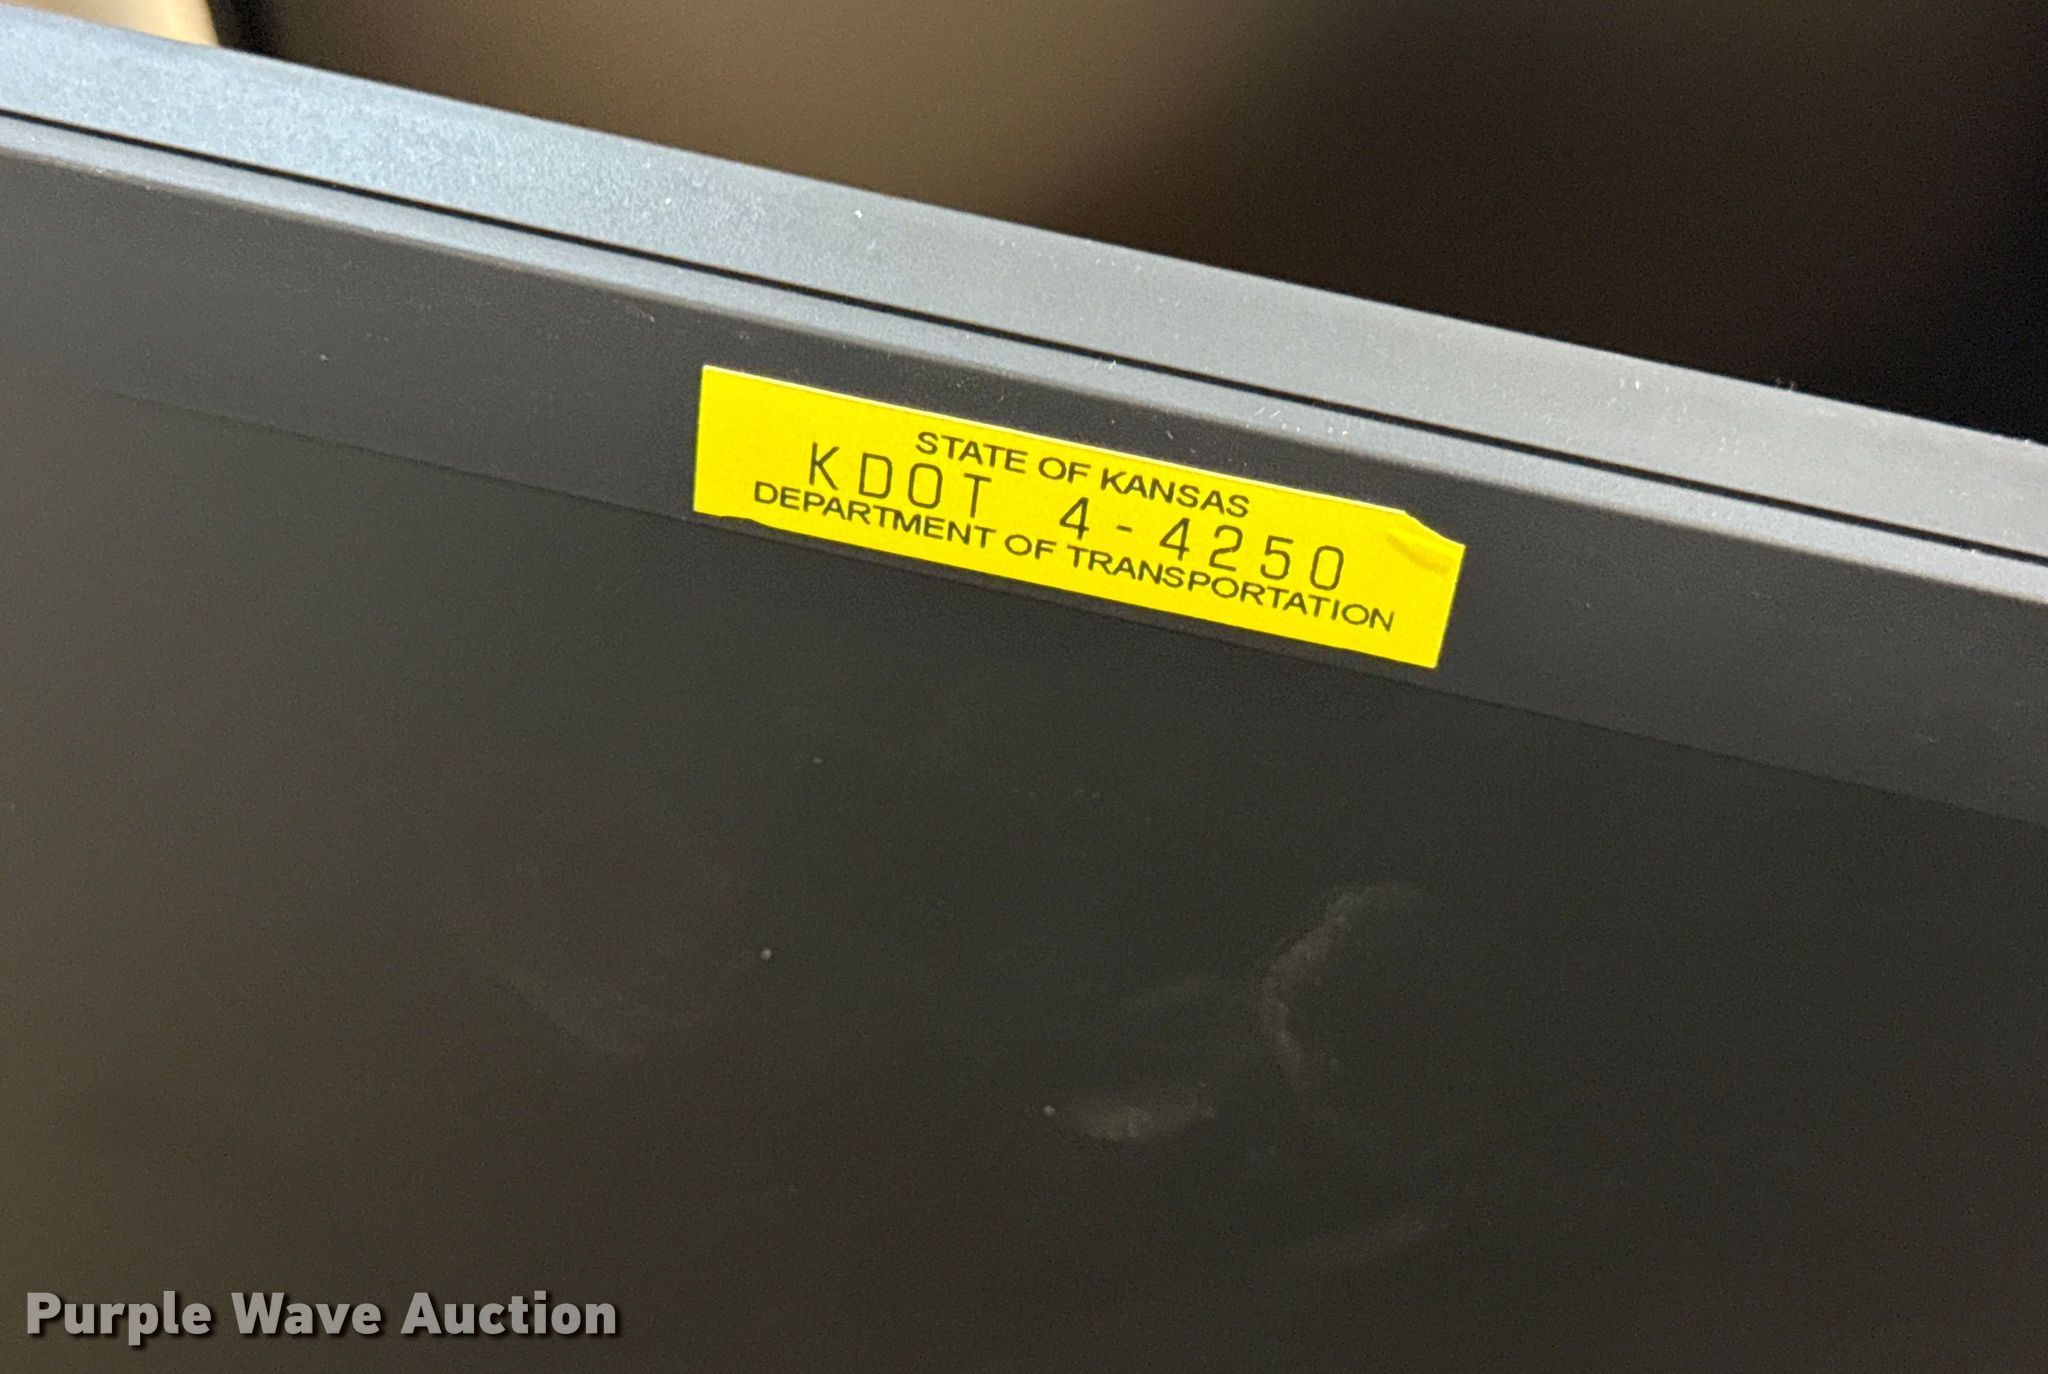 STATE OF KANSAS
KDOT 4-4250
DEPARTMENT OF TRANSPORTATION
Purple Wave Auction